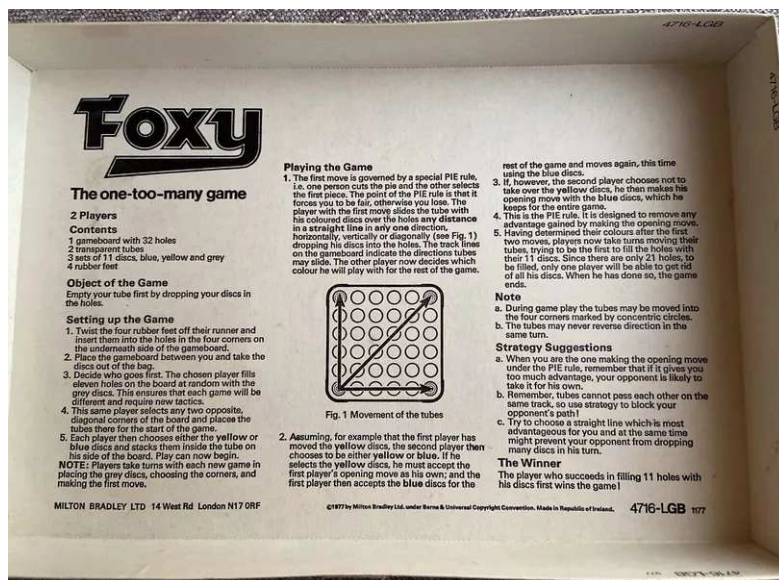 4716-LGB
4716-LGB
Foxy
The one-too-many game
2 Players
Contents
1 gameboard with 32 holes
2 transparent tubes
3 sets of 11 discs, blue, yellow and grey
4 rubber feet
Object of the Game
Empty your tube first by dropping your discs in
the holes.
Setting up the Game
1. Twist the four rubber feet off their runner and
insert them into the holes in the four corners on
the underneath side of the gameboard.
2. Place the gameboard between you and take the
discs out of the bag.
3. Decide who goes first. The chosen player fills
eleven holes on the board at random with the
grey discs. This ensures that each game will be
different and require new tactics.
4. This same player selects any two opposite,
diagonal corners of the board and places the
tubes there for the start of the game.
5. Each player then chooses either the yellow or
blue discs and stacks them inside the tube on
his side of the board. Play can now begin.
NOTE: Players take turns with each new game in
placing the grey discs, choosing the corners, and
making the first move.
Playing the Game
1. The first move is governed by a special PIE rule,
i.e. one person cuts the pie and the other selects
the first piece. The point of the PIE rule is that it
forces you to be fair, otherwise you lose. The
player with the first move slides the tube with
his coloured discs over the holes any distance
in a straight line in any one direction,
horizontally, vertically or diagonally (see Fig. 1)
dropping his discs into the holes. The track lines
on the gameboard indicate the directions tubes
may slide. The other player now decides which
colour he will play with for the rest of the game.
Fig. 1 Movement of the tubes
2. Assuming, for example that the first player has
moved the yellow discs, the second player then
chooses to be either yellow or blue. If he
selects the yellow discs, he must accept the
first player's opening move as his own; and the
first player then accepts the blue discs for the
rest of the game and moves again, this time
using the blue discs.
3. If, however, the second player chooses not to
take over the yellow discs, he then makes his
opening move with the blue discs, which he
keeps for the entire game.
4. This is the PIE rule. It is designed to remove any
advantage gained by making the opening move.
5. Having determined their colours after the first
two moves, players now take turns moving their
tubes, trying to be the first to fill the holes with
their 11 discs. Since there are only 21 holes, to
be filled, only one player will be able to get rid
of all his discs. When he has done so, the game
ends.
Note
a. During game play the tubes may be moved into
the four corners marked by concentric circles.
b. The tubes may never reverse direction in the
same turn.
Strategy Suggestions
a. When you are the one making the opening move
under the PIE rule, remember that if it gives you
too much advantage, your opponent is likely to
take it for his own.
b. Remember, tubes cannot pass each other on the
same track, so use strategy to block your
opponent's path!
c. Try to choose a straight line which is most
advantageous for you and at the same time
might prevent your opponent from dropping
many discs in his turn.
The Winner
The player who succeeds in filling 11 holes with
his discs first wins the game!
MILTON BRADLEY LTD 14 West Rd London N17 0RF
©1977 by Milton Bradley Ltd. under Berne & Universal Copyright Convention. Made in Republic of Ireland.
4716-LGB 1177
4716-LGB